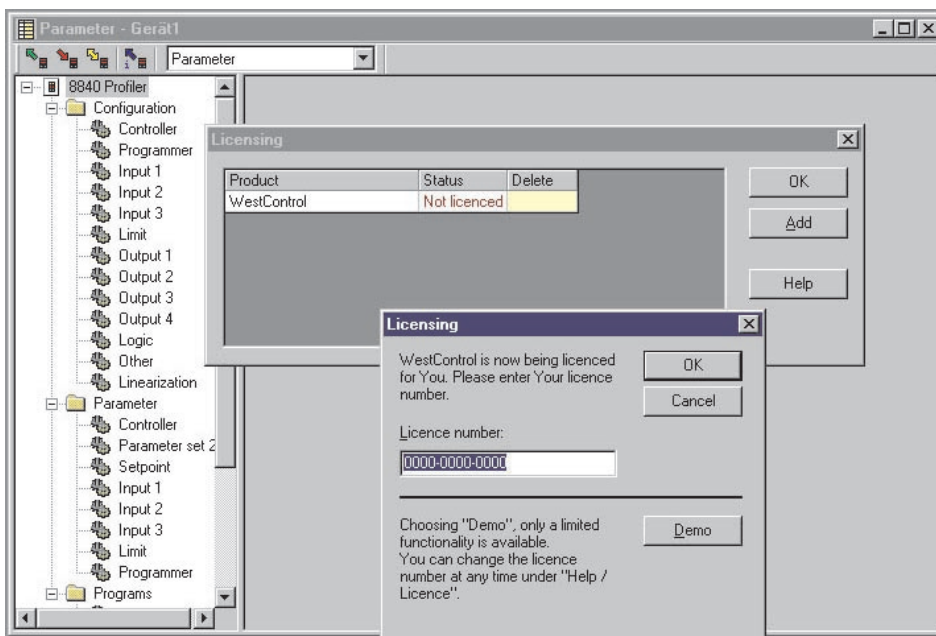 Parameter - Gerät1
Parameter
8840 Profiler
Configuration
Controller
Programmer
Input 1
Input 2
Input 3
Limit
Output 1
Output 2
Output 3
Output 4
Logic
Other
Linearization
Parameter
Controller
Parameter set 2
Setpoint
Input 1
Input 2
Input 3
Limit
Programmer
Programs
Licensing
Product Status Delete
WestControl Not licenced
OK
Add
Help
Licensing
WestControl is now being licenced
for You. Please enter Your licence
number.
OK
Cancel
Licence number:
0000-0000-0000
Choosing "Demo", only a limited
functionality is available.
You can change the licence
number at any time under "Help /
Licence".
Demo